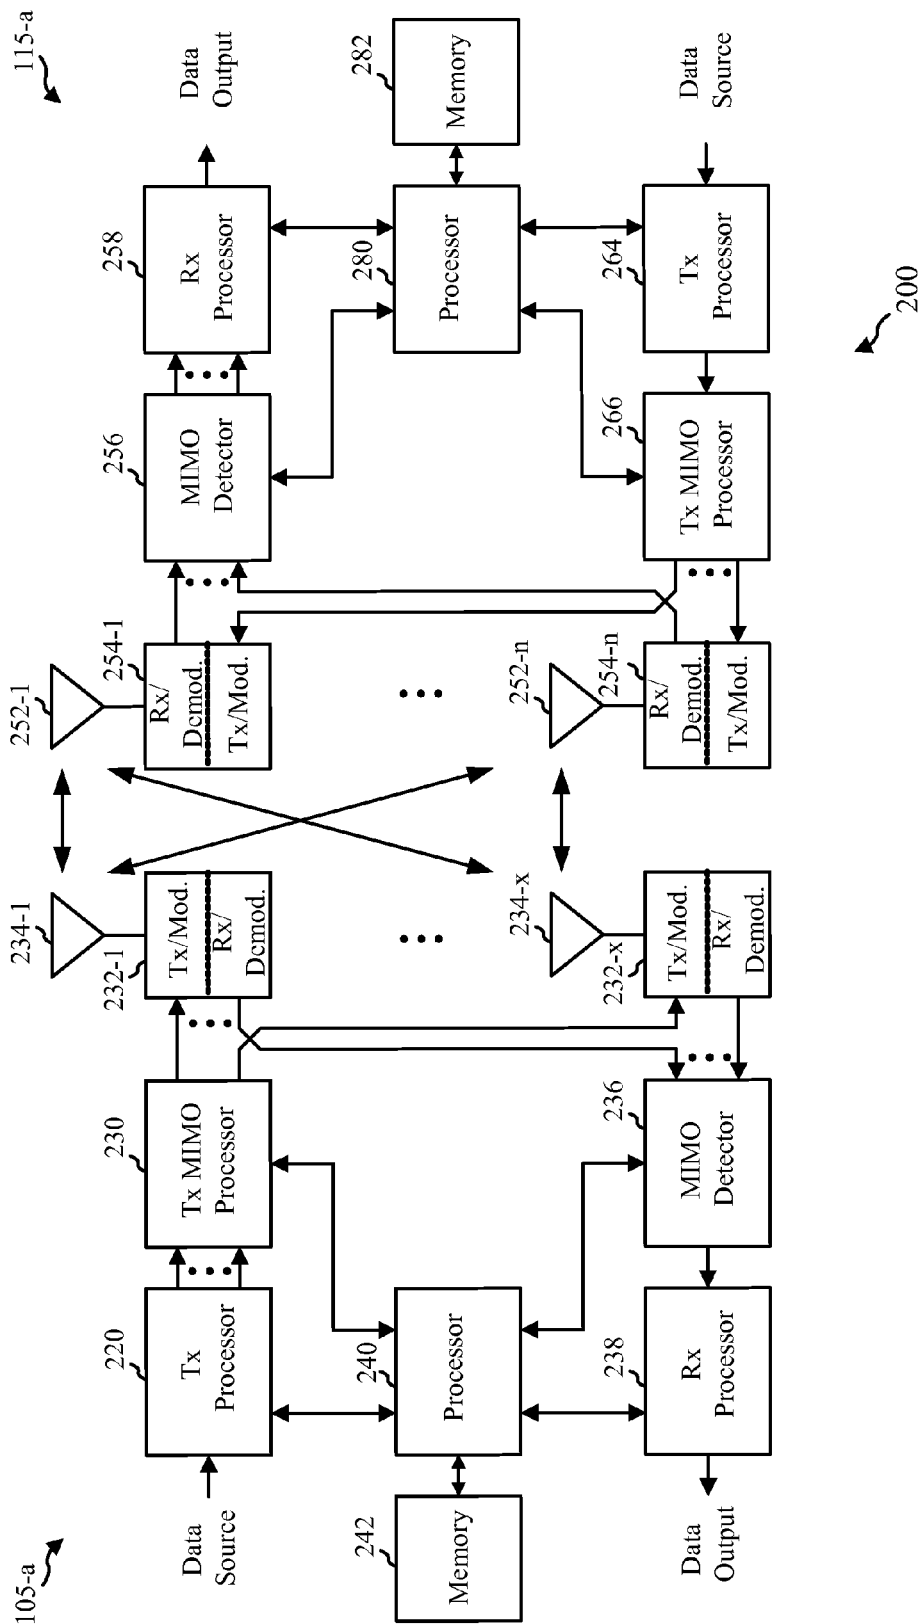 105-a
Data
Source
220
Tx
Processor
230
Tx MIMO
Processor
232-1
234-1
Tx/Mod.
Rx/
Demod.
242
Memory
240
Processor
Data
Output
238
Rx
Processor
236
MIMO
Detector
232-x
234-x
Tx/Mod.
Rx/
Demod.
115-a
252-1
254-1
Rx/
Demod.
Tx/Mod.
256
MIMO
Detector
258
Rx
Processor
Data
Output
280
Processor
282
Memory
252-n
254-n
Rx/
Demod.
Tx/Mod.
266
Tx MIMO
Processor
264
Tx
Processor
Data
Source
200